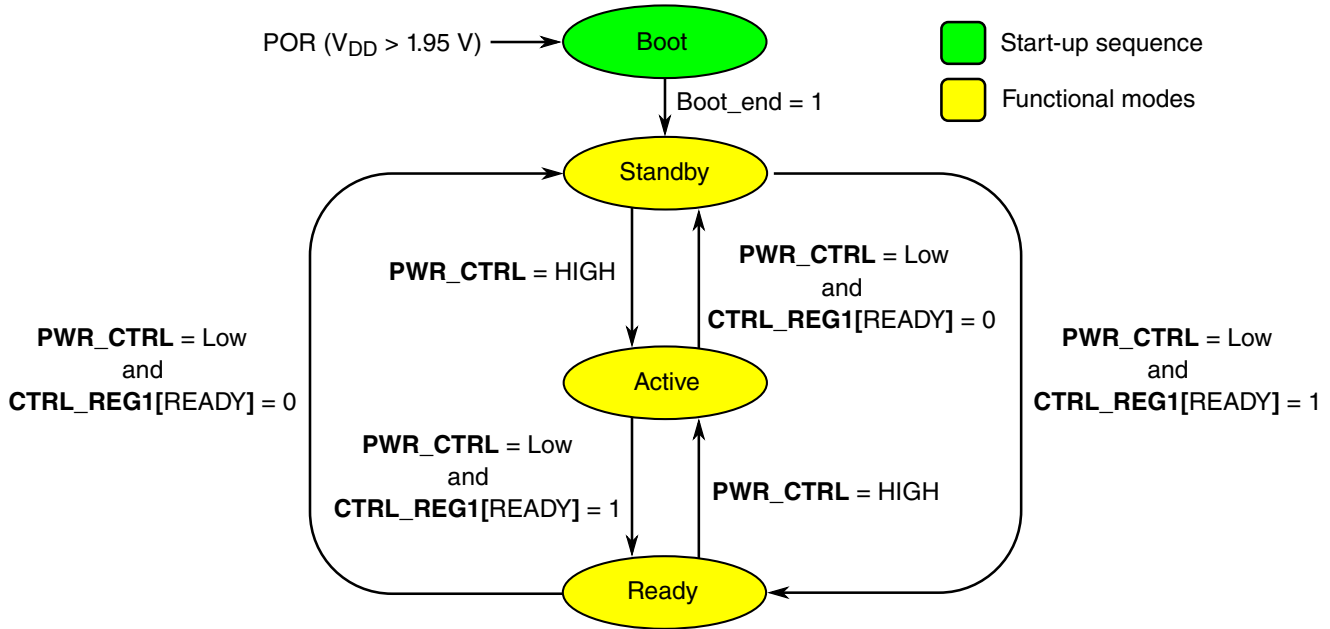 POR (VDD > 1.95 V)
Boot
Start-up sequence
Boot_end = 1
Functional modes
Standby
PWR_CTRL = HIGH
PWR_CTRL = Low
and
CTRL_REG1[READY] = 0
PWR_CTRL = Low
and
CTRL_REG1[READY] = 0
PWR_CTRL = Low
and
CTRL_REG1[READY] = 1
Active
PWR_CTRL = Low
and
CTRL_REG1[READY] = 1
PWR_CTRL = HIGH
Ready